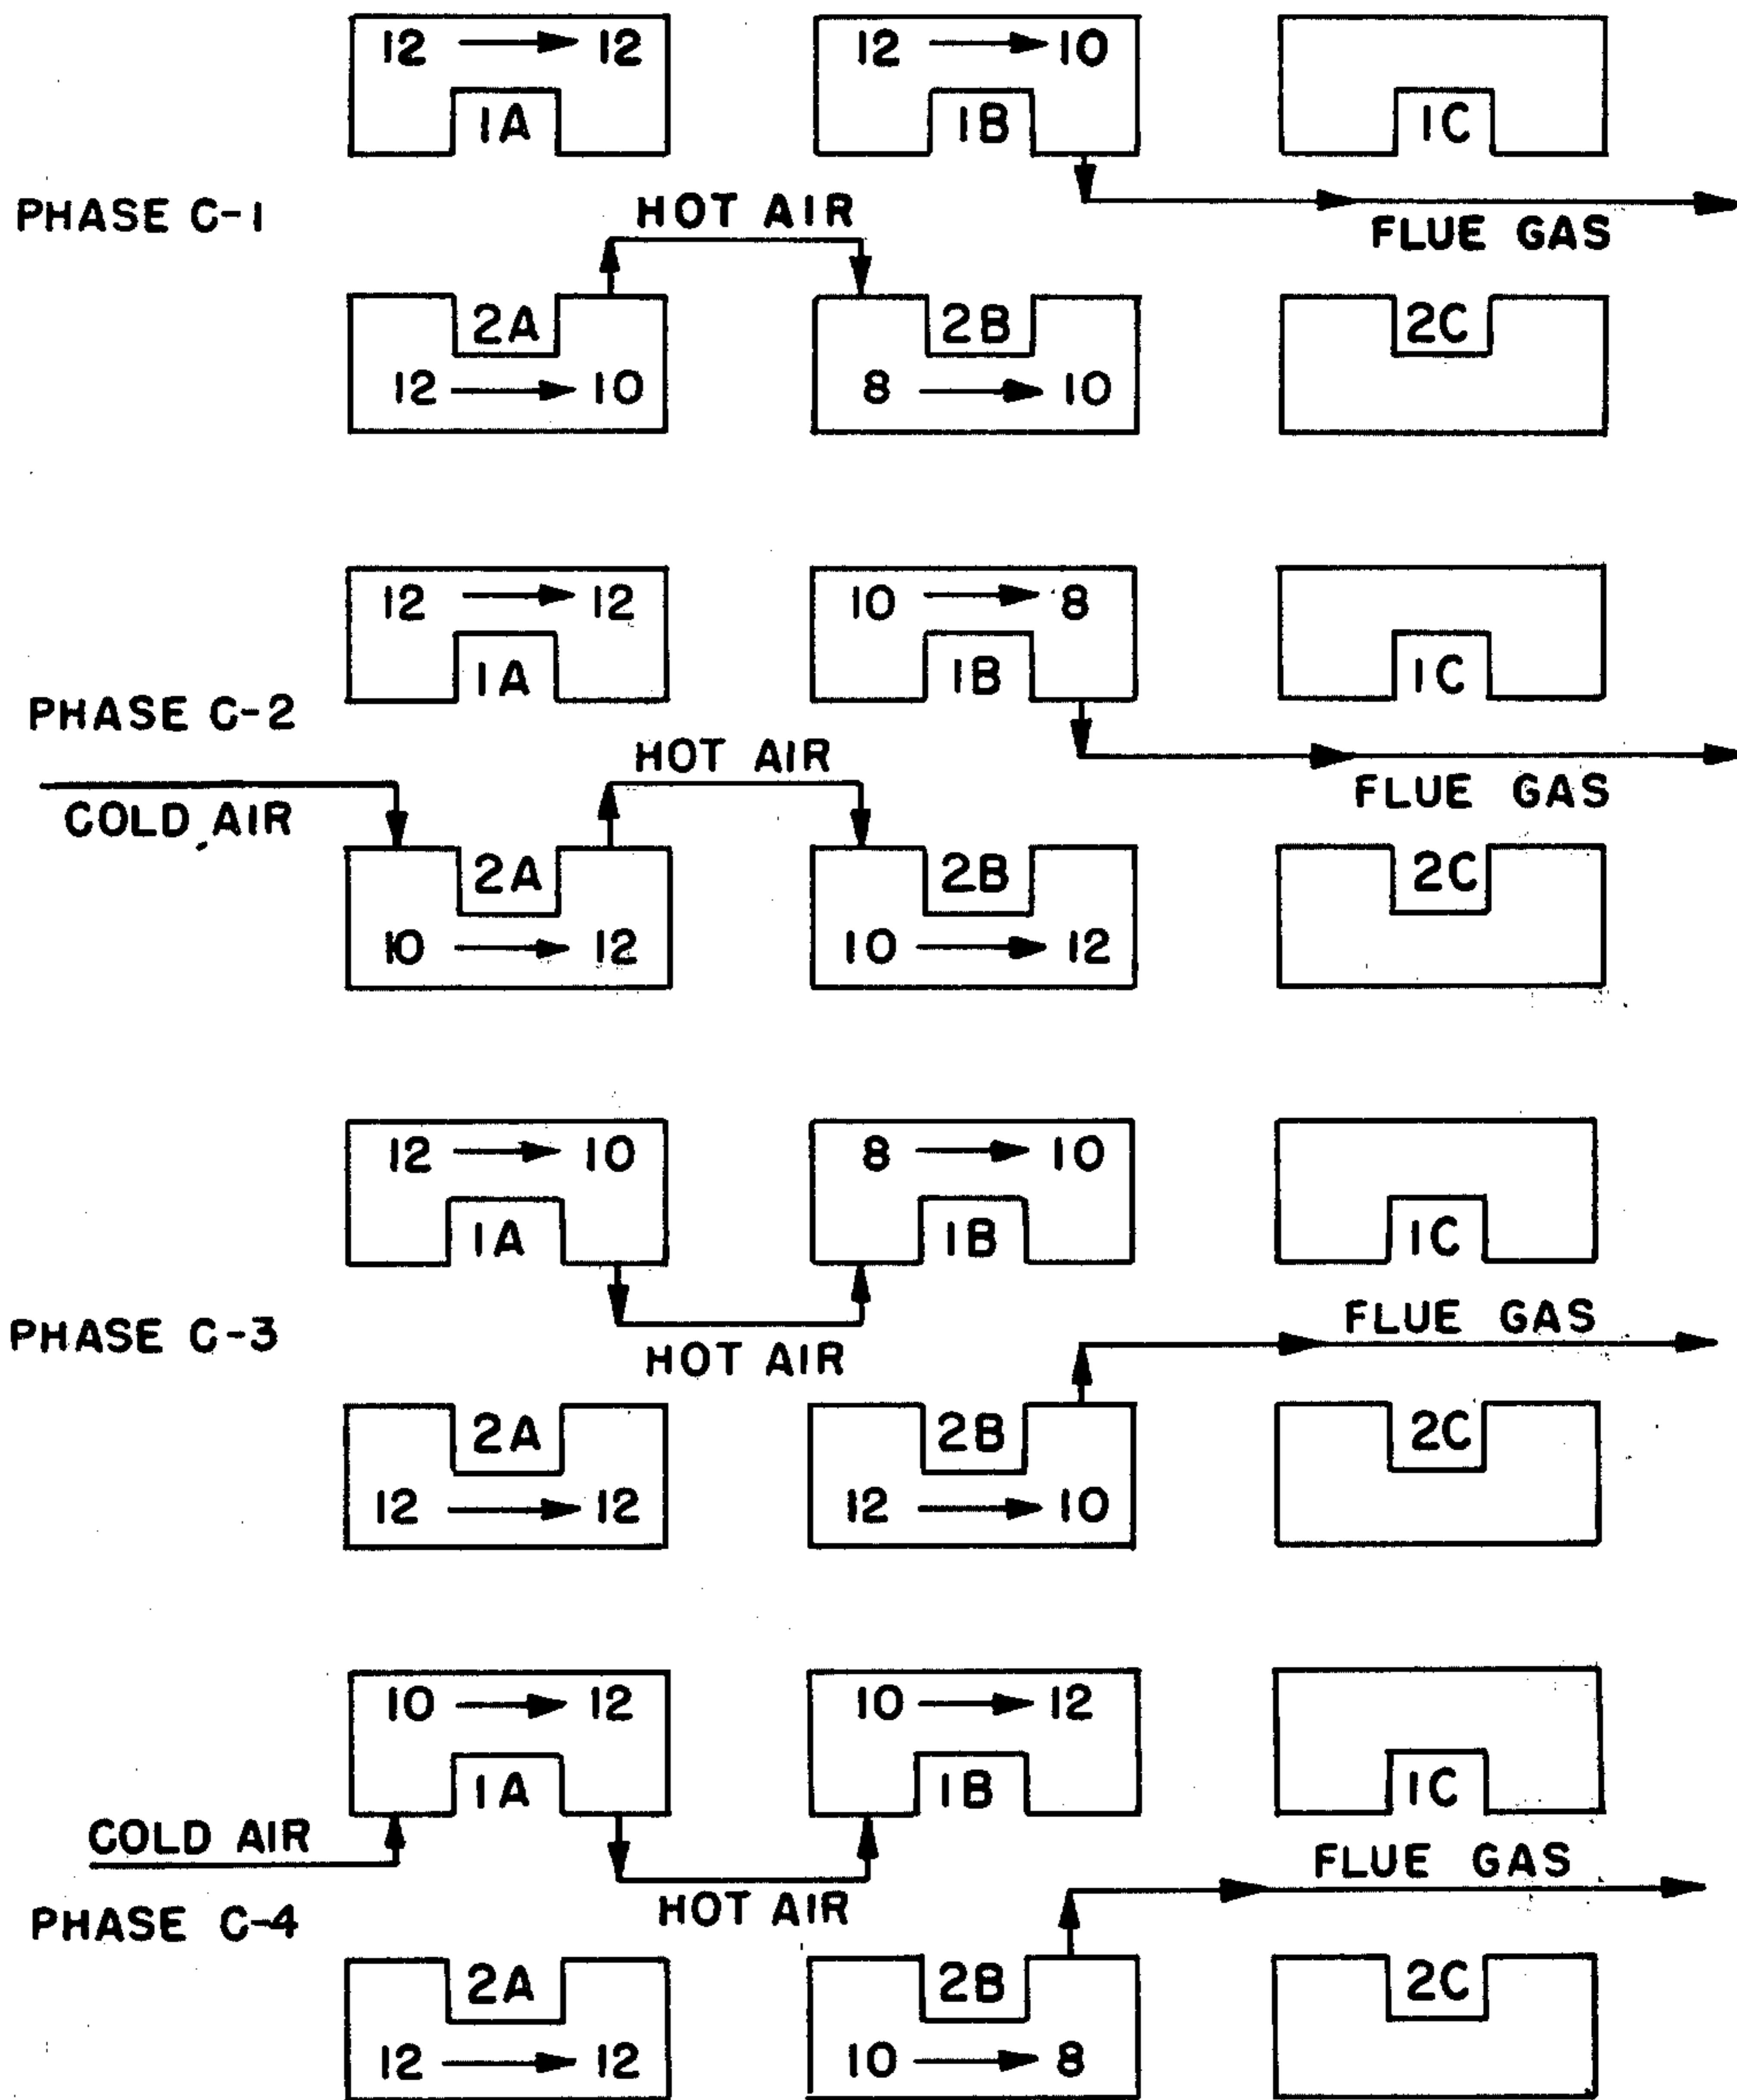 12 → 12
12 → 10
1A
1B
1C
PHASE C-1
HOT AIR
FLUE GAS
2A
2B
2C
12 → 10
8 → 10
12 → 12
10 → 8
1A
1B
1C
PHASE C-2
HOT AIR
COLD AIR
FLUE GAS
2A
2B
2C
10 → 12
10 → 12
12 → 10
8 → 10
1A
1B
1C
PHASE C-3
FLUE GAS
HOT AIR
2A
2B
2C
12 → 12
12 → 10
10 → 12
10 → 12
1A
1B
1C
COLD AIR
FLUE GAS
HOT AIR
PHASE C-4
2A
2B
2C
12 → 12
10 → 8